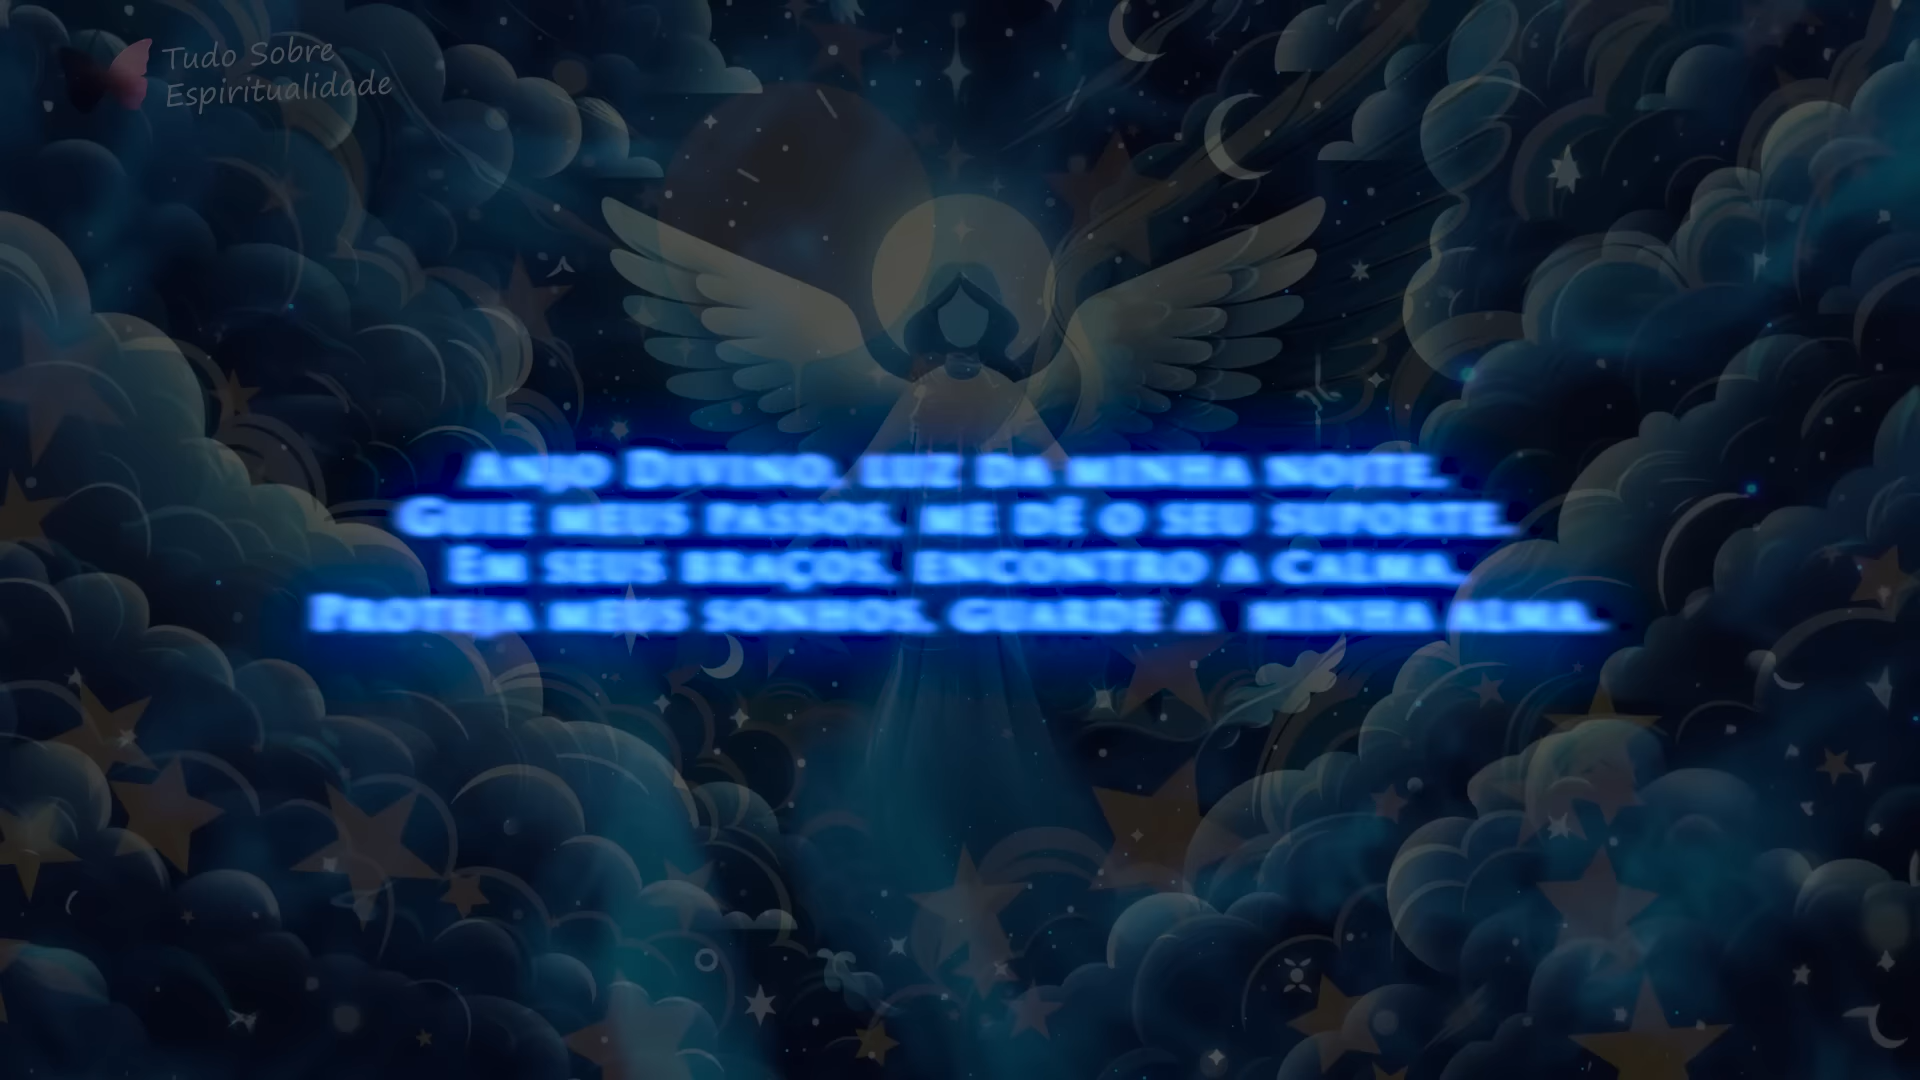 Tudo Sobre
Espiritualidade
Anjo Divino, luz da minha noite,
Guie meus passos, me dê o seu suporte.
Em seus braços, encontro a Calma,
Proteja meus sonhos, guarde a minha alma.